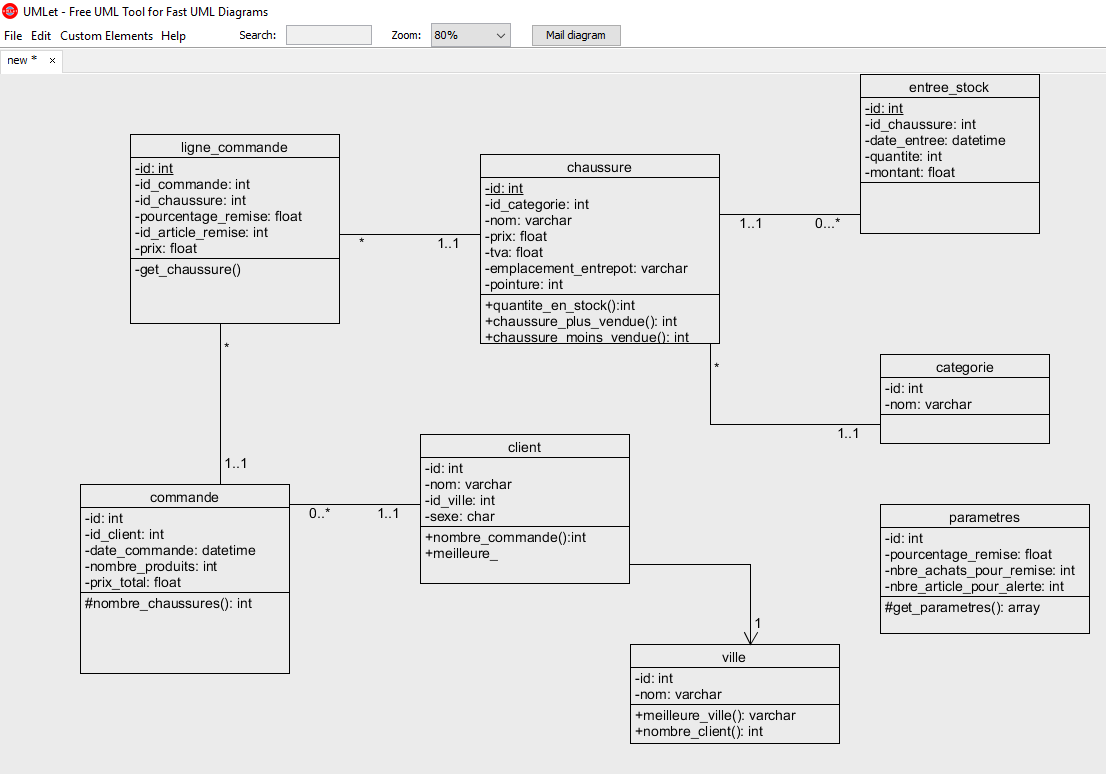 UMLet - Free UML Tool for Fast UML Diagrams
File Edit Custom Elements Help Search: Zoom: 80% Mail diagram
new * ×
ligne_commande
-id: int
-id_commande: int
-id_chaussure: int
-pourcentage_remise: float
-id_article_remise: int
-prix: float
-get_chaussure()
* 1..1
chaussure
-id: int
-id_categorie: int
-nom: varchar
-prix: float
-tva: float
-emplacement_entrepot: varchar
-pointure: int
+quantite_en_stock():int
+chaussure_plus_vendue(): int
+chaussure_moins_vendue(): int
1..1 0...*
entree_stock
-id: int
-id_chaussure: int
-date_entree: datetime
-quantite: int
-montant: float
*
1..1
categorie
-id: int
-nom: varchar
*
1..1
commande
-id: int
-id_client: int
-date_commande: datetime
-nombre_produits: int
-prix_total: float
#nombre_chaussures(): int
0..* 1..1
client
-id: int
-nom: varchar
-id_ville: int
-sexe: char
+nombre_commande():int
+meilleure_
1
ville
-id: int
-nom: varchar
+meilleure_ville(): varchar
+nombre_client(): int
parametres
-id: int
-pourcentage_remise: float
-nbre_achats_pour_remise: int
-nbre_article_pour_alerte: int
#get_parametres(): array